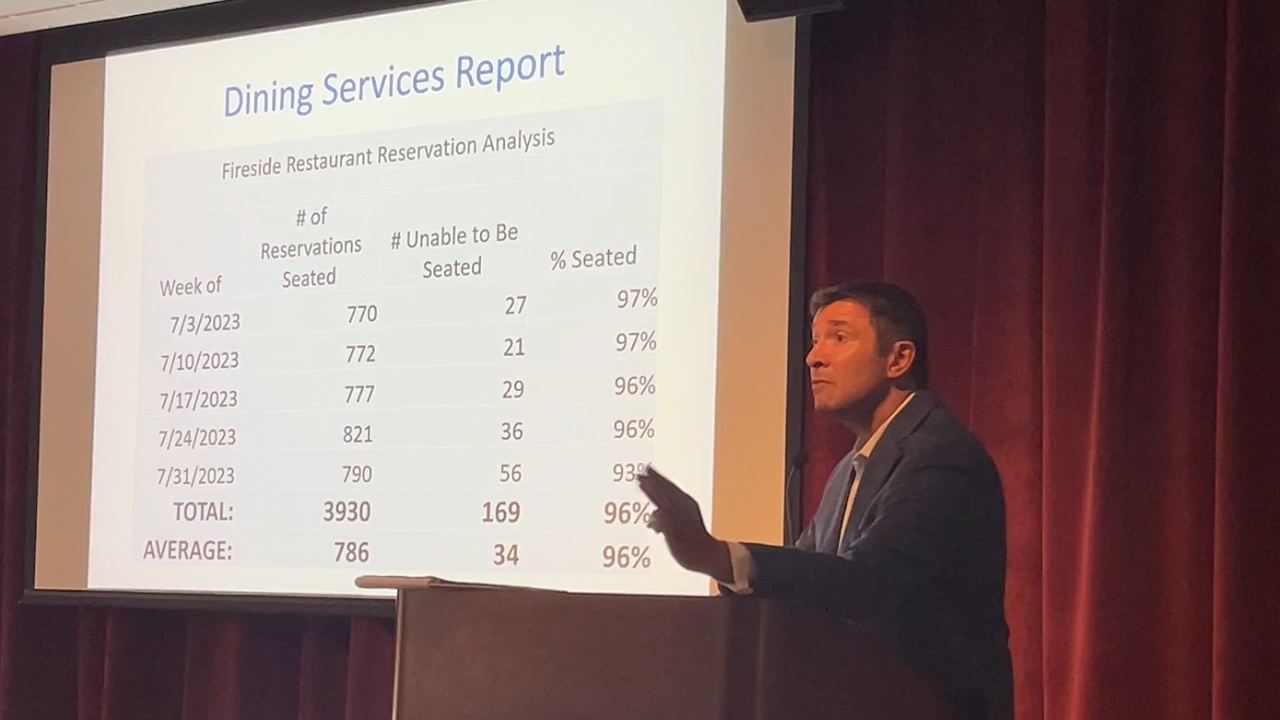 Dining Services Report
Fireside Restaurant Reservation Analysis
Week of # of Reservations Seated # Unable to Be Seated % Seated
7/3/2023 770 27 97%
7/10/2023 772 21 97%
7/17/2023 777 29 96%
7/24/2023 821 36 96%
7/31/2023 790 56 93%
TOTAL: 3930 169 96%
AVERAGE: 786 34 96%